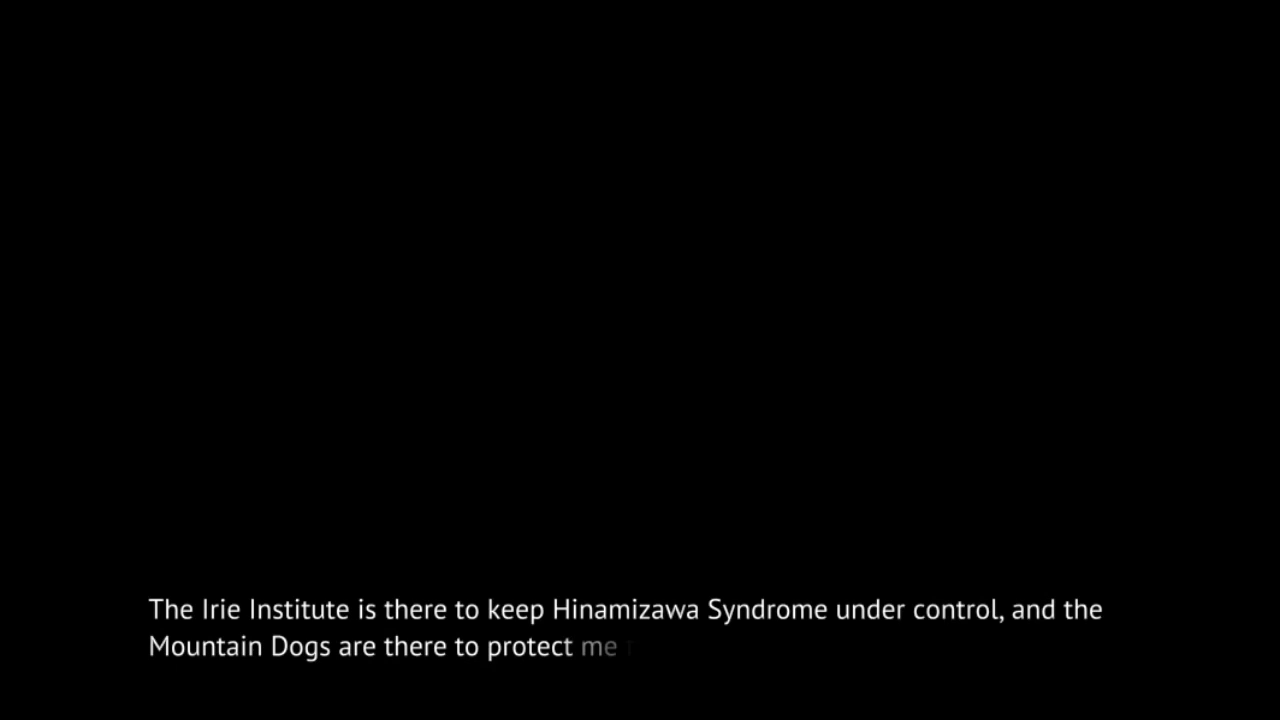 The Irie Institute is there to keep Hinamizawa Syndrome under control, and the
Mountain Dogs are there to protect me